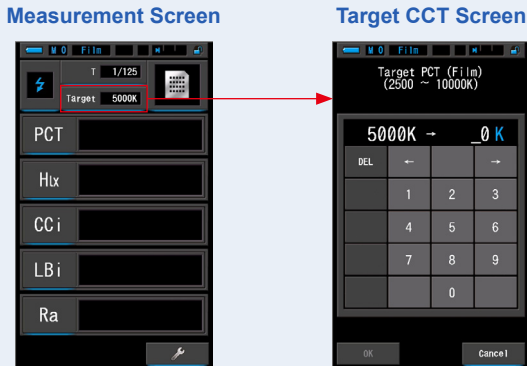 Measurement Screen
M 0 Film
T 1/125
Target 5000K
PCT
Hlx
CCi
LBi
Ra
Target CCT Screen
M 0 Film
Target PCT (Film)
(2500 ~ 10000K)
5000K → _0 K
DEL ← →
1 2 3
4 5 6
7 8 9
0
OK Cancel